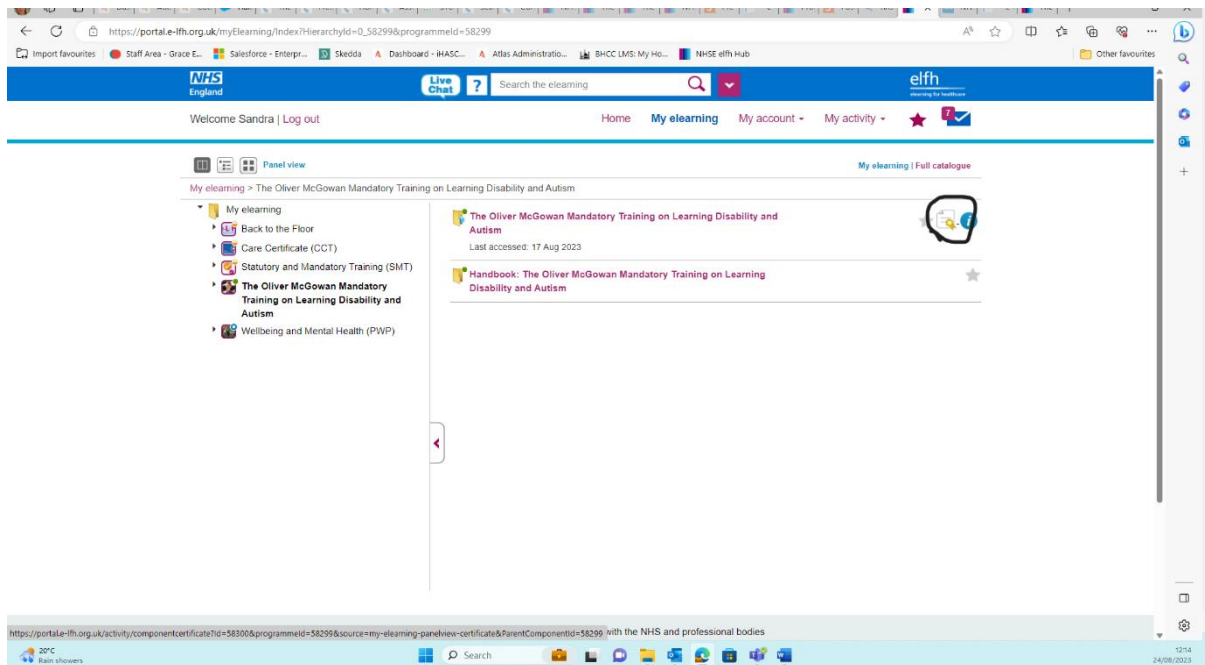 https://portal.e-lfh.org.uk/myElearning/Index?HierarchyId=0_58299&programmeId=58299
Import favourites Staff Area - Grace E... Salesforce - Enterpr... Skedda Dashboard - iHASC... Atlas Administratio... BHCC LMS: My Ho... NHSE elfh Hub Other favourites
NHS England Live Chat ? Search the elearning elfh elearning for healthcare
Welcome Sandra | Log out Home My elearning My account My activity 7
Panel view My elearning | Full catalogue
My elearning > The Oliver McGowan Mandatory Training on Learning Disability and Autism
My elearning
Back to the Floor
Care Certificate (CCT)
Statutory and Mandatory Training (SMT)
The Oliver McGowan Mandatory
Training on Learning Disability and
Autism
Wellbeing and Mental Health (PWP)
The Oliver McGowan Mandatory Training on Learning Disability and
Autism
Last accessed: 17 Aug 2023
Handbook: The Oliver McGowan Mandatory Training on Learning
Disability and Autism
https://portal.e-lfh.org.uk/activity/componentcertificate?Id=58300&programmeId=58299&source=my-elearning-panelview-certificate&ParentComponentId=58299 with the NHS and professional bodies
20°C
Rain showers
Search
12:14
24/08/2023